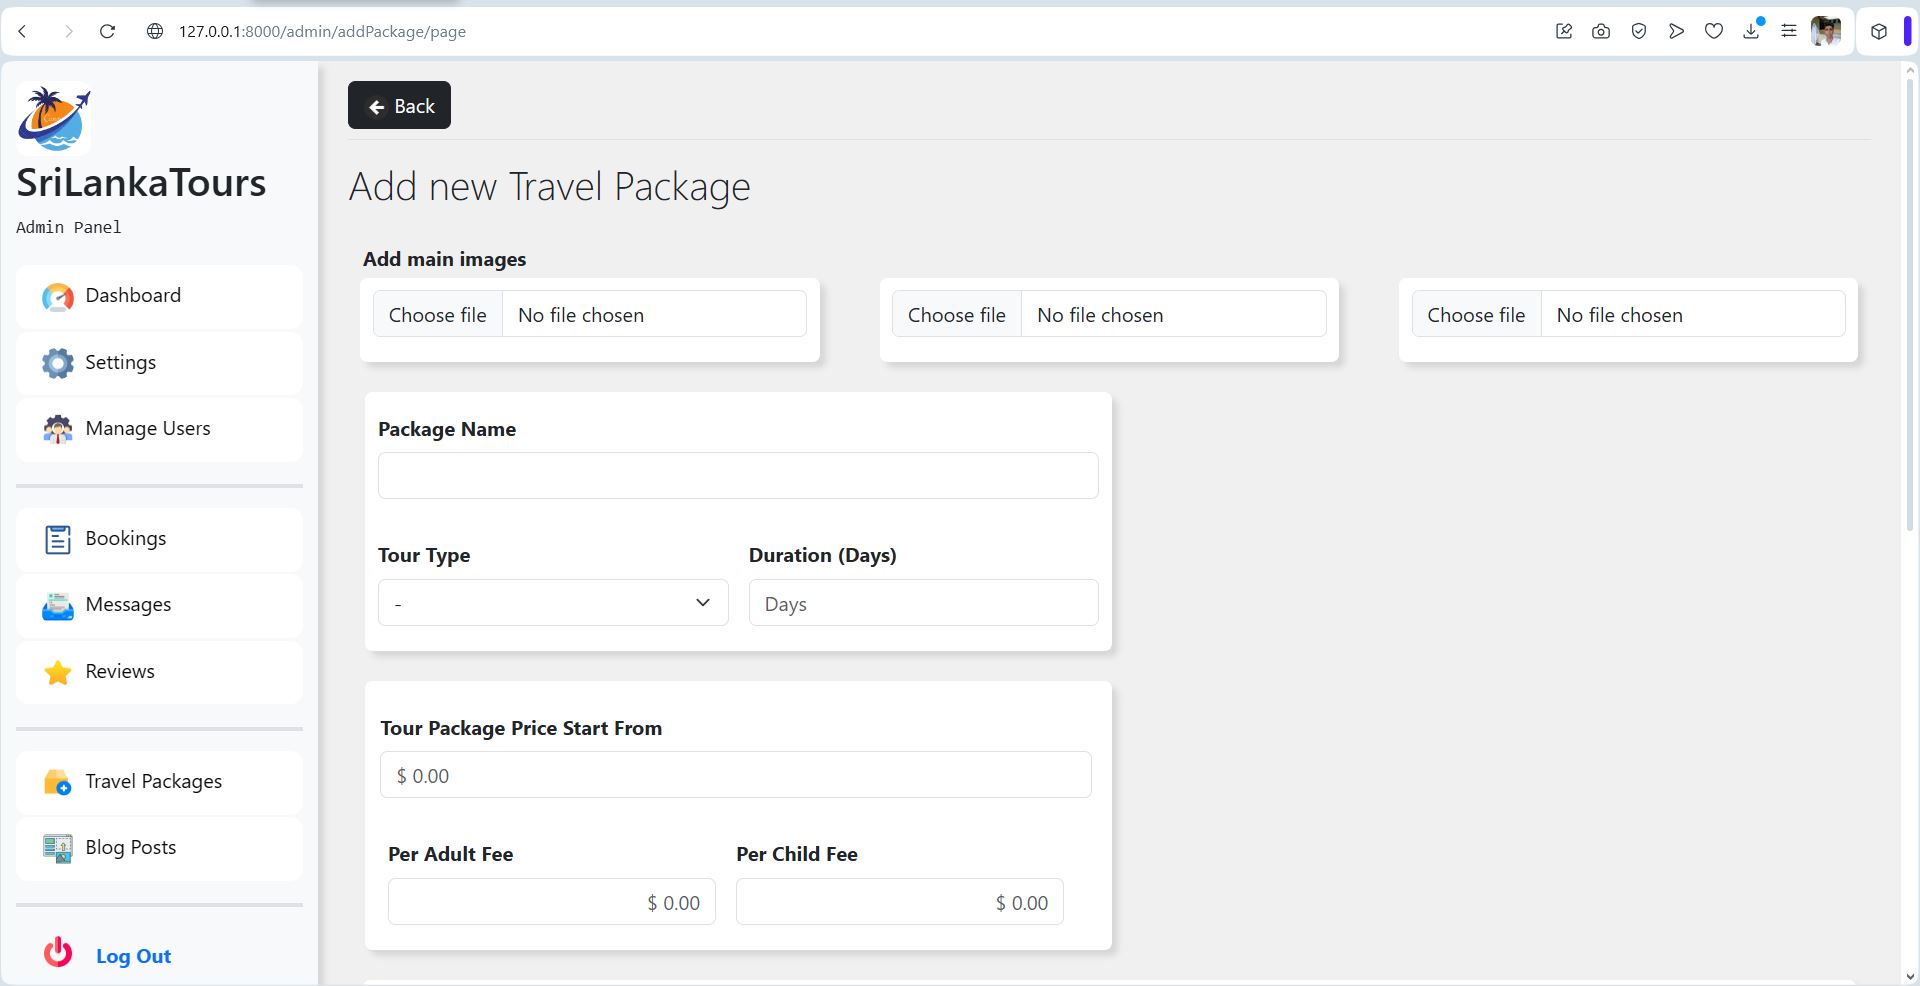 127.0.0.1:8000/admin/addPackage/page
SriLankaTours
Admin Panel
Dashboard
Settings
Manage Users
Bookings
Messages
Reviews
Travel Packages
Blog Posts
Log Out
Back
Add new Travel Package
Add main images
Choose file No file chosen
Choose file No file chosen
Choose file No file chosen
Package Name
Tour Type
-
Duration (Days)
Days
Tour Package Price Start From
$ 0.00
Per Adult Fee
$ 0.00
Per Child Fee
$ 0.00